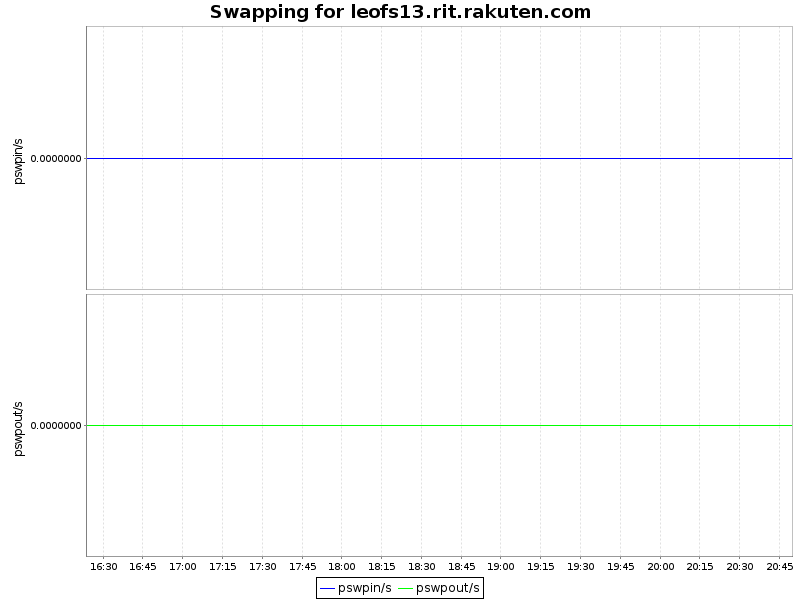 Swapping for leofs13.rit.rakuten.com
pswpin/s
0.0000000
pswpout/s
0.0000000
16:30 16:45 17:00 17:15 17:30 17:45 18:00 18:15 18:30 18:45 19:00 19:15 19:30 19:45 20:00 20:15 20:30 20:45
pswpin/s pswpout/s